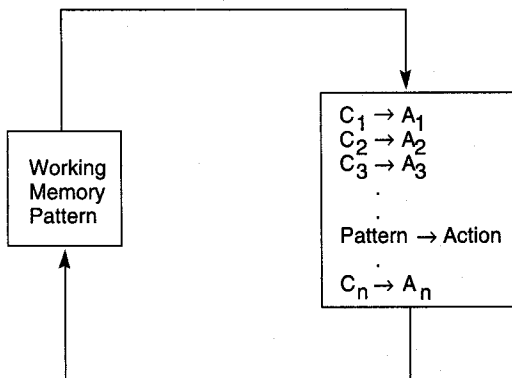 Working
Memory
Pattern
C₁ → A₁
C₂ → A₂
C₃ → A₃
.
.
Pattern → Action
.
.
Cₙ → Aₙ